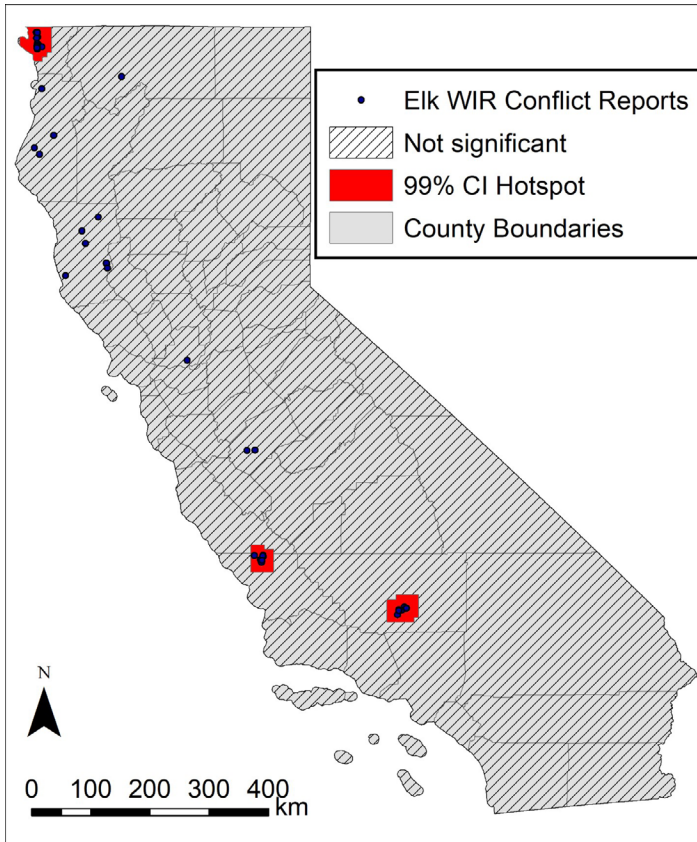 Elk WIR Conflict Reports
Not significant
99% CI Hotspot
County Boundaries
N
0 100 200 300 400
km